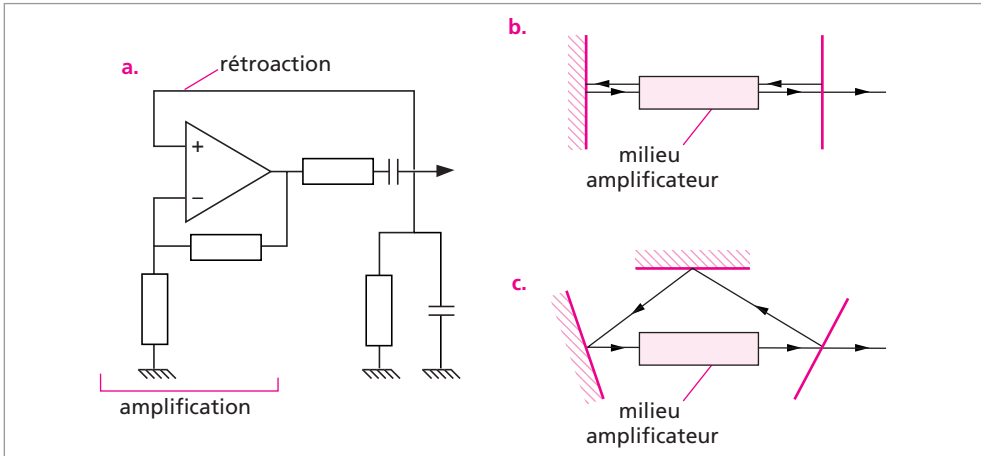 a.
rétroaction
+
−
amplification
b.
milieu
amplificateur
c.
milieu
amplificateur